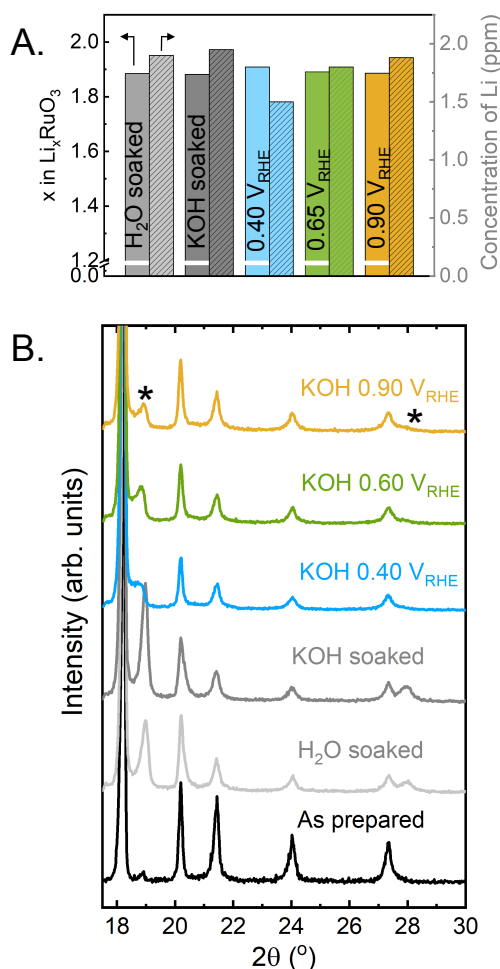 A.
x in LixRuO3
2.0
1.8
1.6
1.4
1.2
0.0
H2O soaked
KOH soaked
0.40 VRHE
0.65 VRHE
0.90 VRHE
2.0
1.5
1.0
0.5
0.0
Concentration of Li (ppm)
B.
Intensity (arb. units)
*
KOH 0.90 VRHE
*
KOH 0.60 VRHE
KOH 0.40 VRHE
KOH soaked
H2O soaked
As prepared
18 20 22 24 26 28 30
2θ (o)